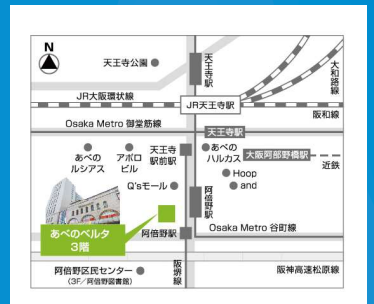 N
天王寺公園
天王寺駅
大和路線
JR大阪環状線
JR天王寺駅
阪和線
Osaka Metro 御堂筋線
天王寺駅
天王寺
駅前駅
あべの
ハルカス
大阪阿部野橋駅
近鉄
あべの
ルシアス
アポロ
ビル
Hoop
and
Q'sモール
阿倍野駅
あべのベルタ
3階
阿倍野駅
Osaka Metro 谷町線
阿倍野区民センター
(3F/阿倍野図書館)
阪堺線
阪神高速松原線